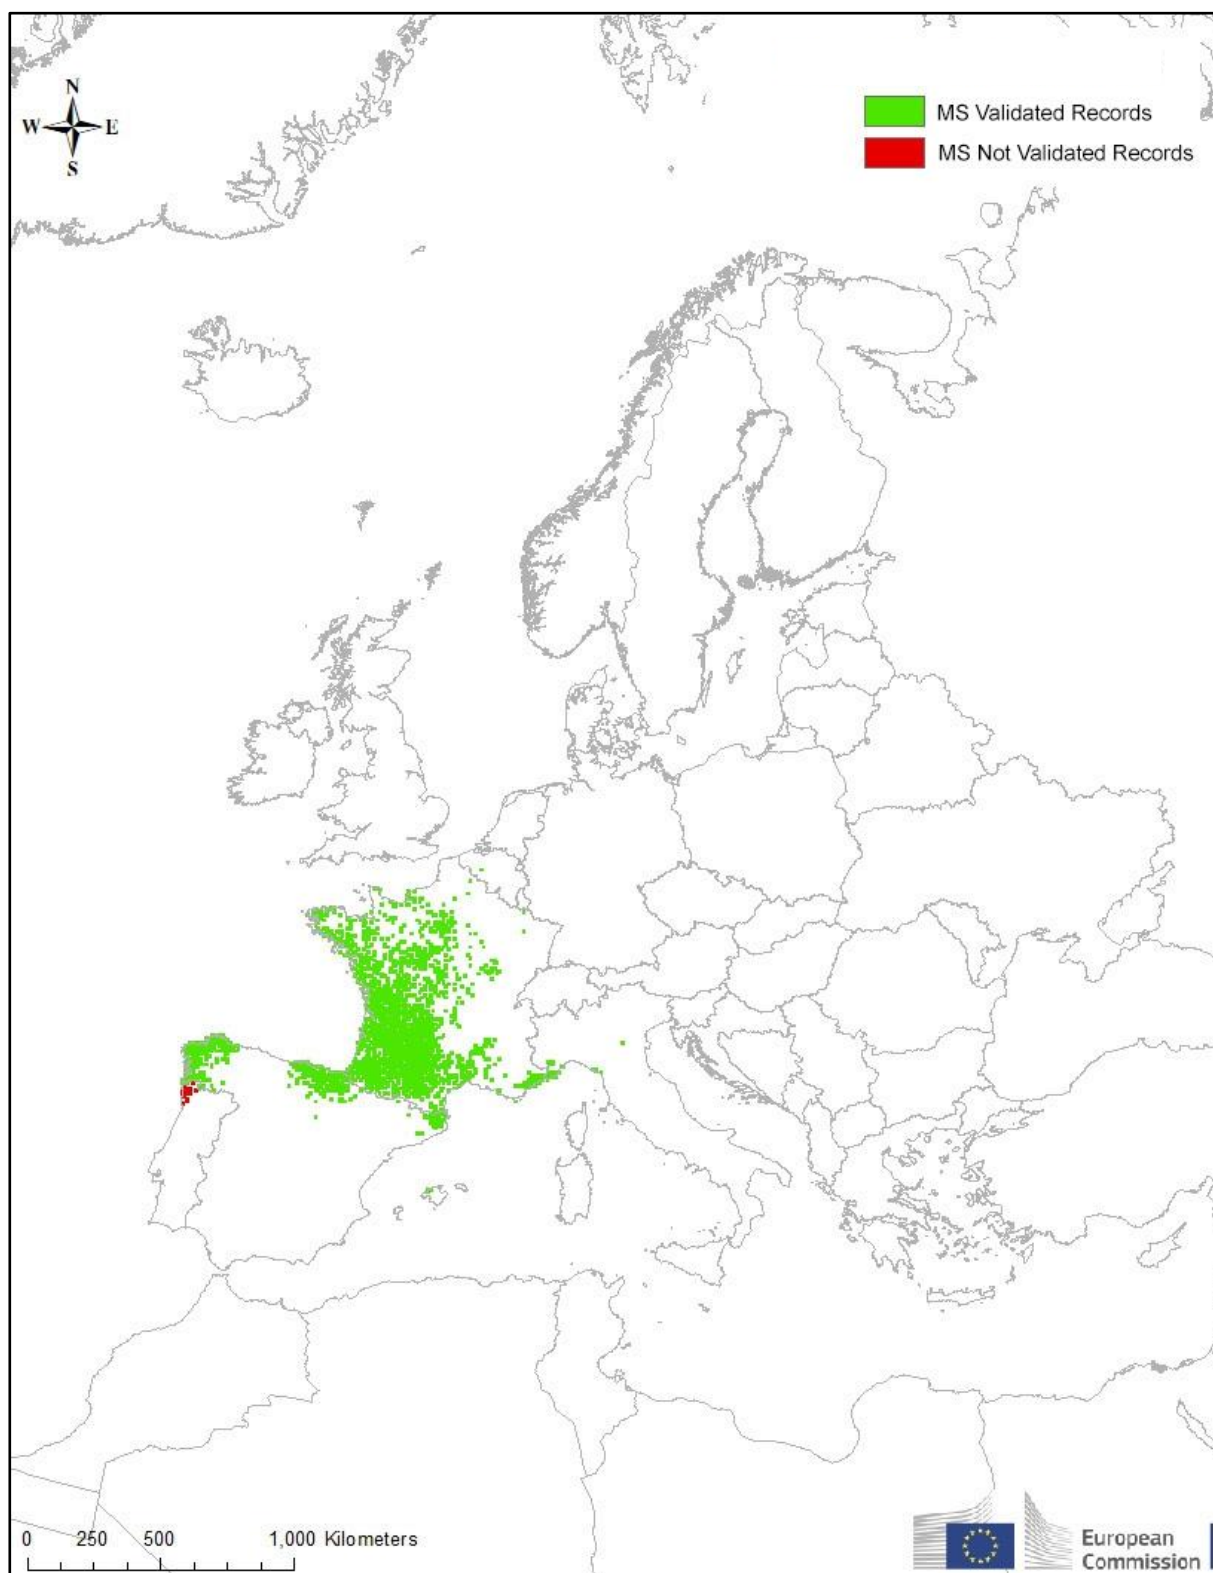 N
W E
S
MS Validated Records
MS Not Validated Records
0 250 500 1,000 Kilometers
European
Commission